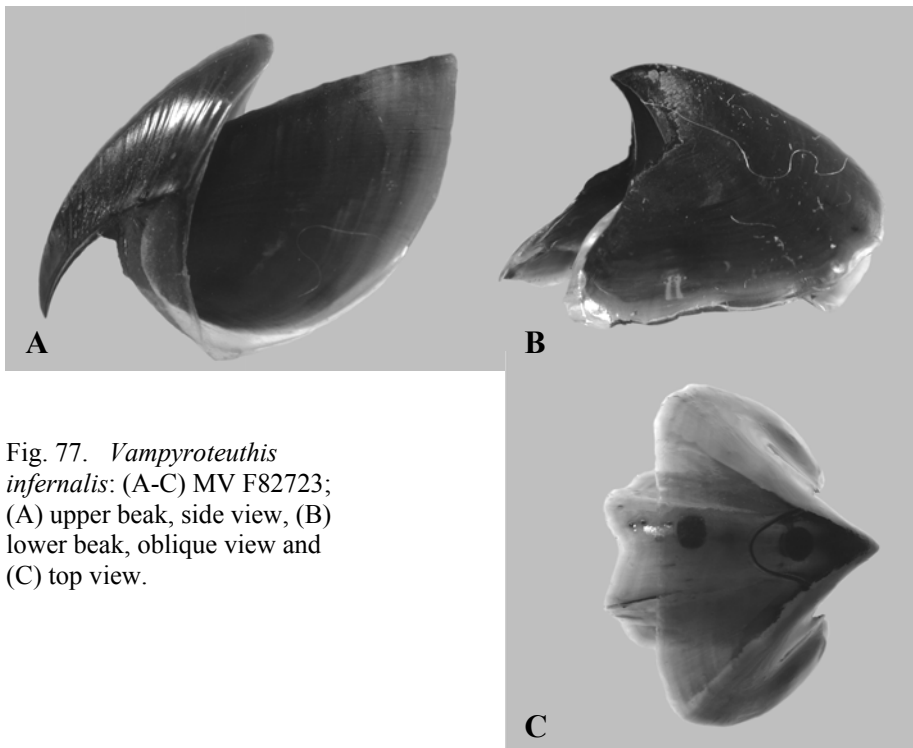 A
B
Fig. 77. Vampyroteuthis
infernalis: (A-C) MV F82723;
(A) upper beak, side view, (B)
lower beak, oblique view and
(C) top view.
C